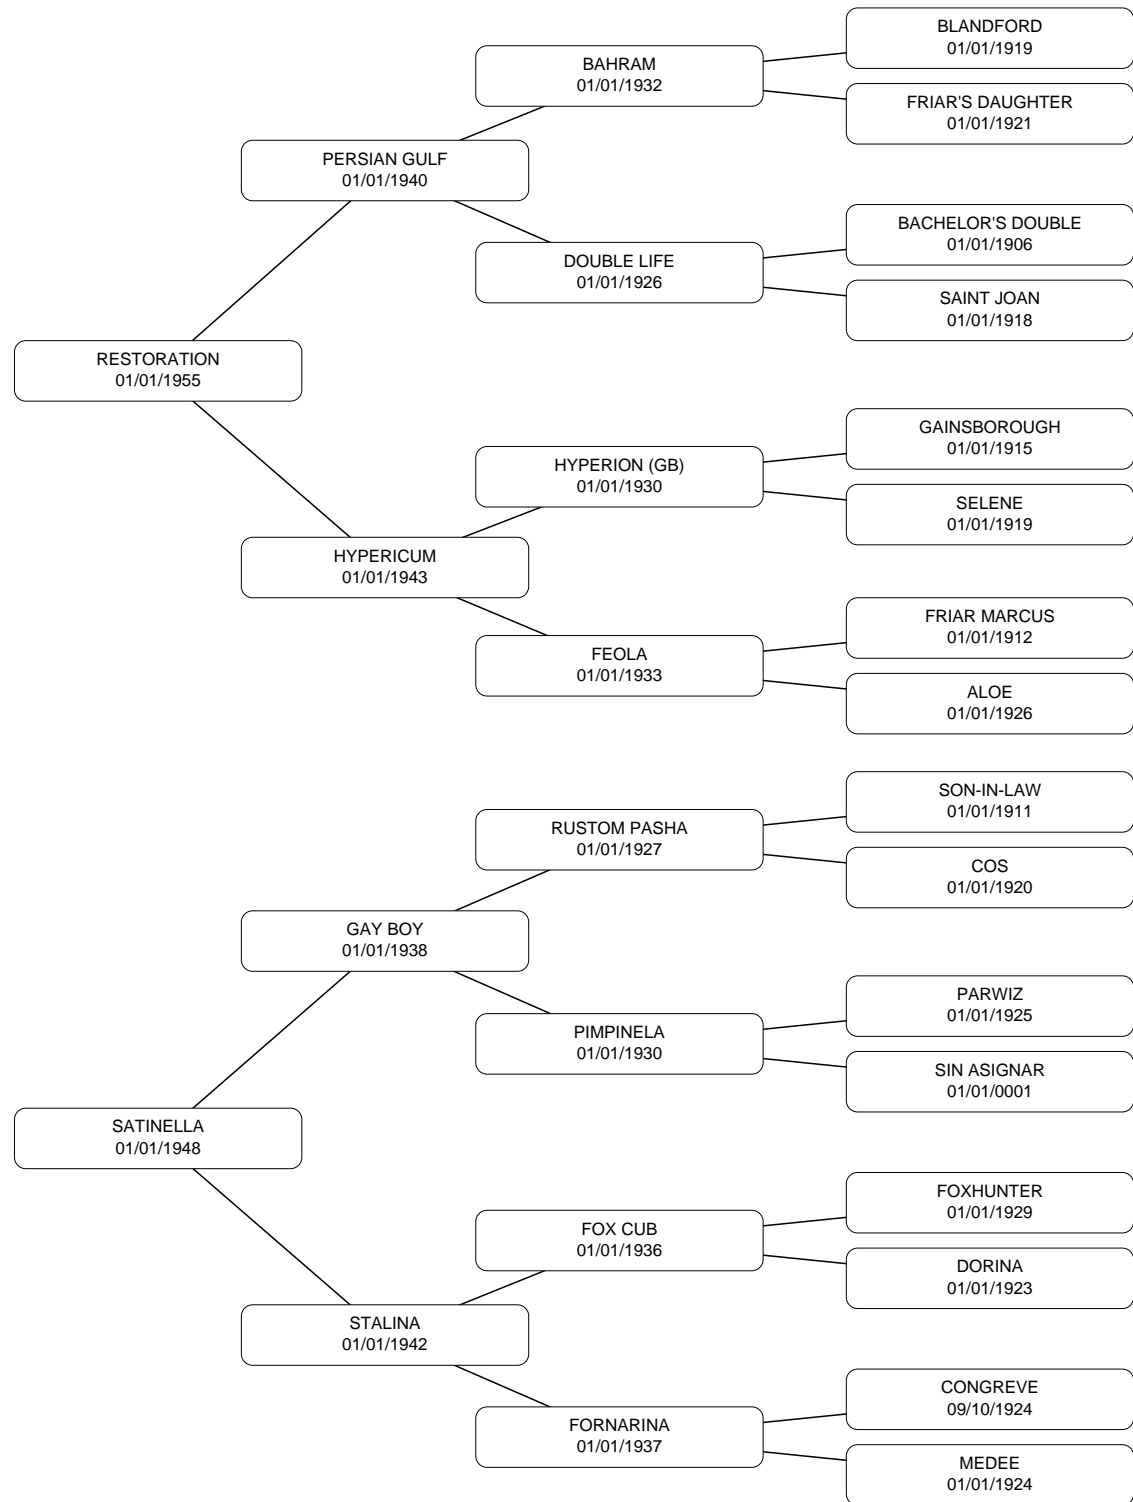 BLANDFORD
01/01/1919
BAHRAM
01/01/1932
FRIAR'S DAUGHTER
01/01/1921
PERSIAN GULF
01/01/1940
BACHELOR'S DOUBLE
01/01/1906
DOUBLE LIFE
01/01/1926
SAINT JOAN
01/01/1918
RESTORATION
01/01/1955
GAINSBOROUGH
01/01/1915
HYPERION (GB)
01/01/1930
SELENE
01/01/1919
HYPERICUM
01/01/1943
FRIAR MARCUS
01/01/1912
FEOLA
01/01/1933
ALOE
01/01/1926
SON-IN-LAW
01/01/1911
RUSTOM PASHA
01/01/1927
COS
01/01/1920
GAY BOY
01/01/1938
PARWIZ
01/01/1925
PIMPINELA
01/01/1930
SIN ASIGNAR
01/01/0001
SATINELLA
01/01/1948
FOXHUNTER
01/01/1929
FOX CUB
01/01/1936
DORINA
01/01/1923
STALINA
01/01/1942
CONGREVE
09/10/1924
FORNARINA
01/01/1937
MEDEE
01/01/1924